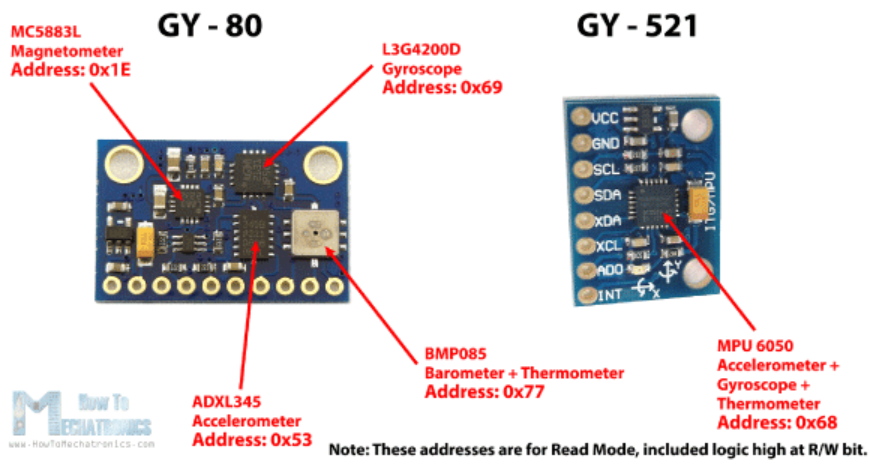 GY - 80
GY - 521
MC5883L
Magnetometer
Address: 0x1E
L3G4200D
Gyroscope
Address: 0x69
VCC
GND
SCL
SDA
XDA
XCL
ADO
INT
ITG/MPU
Y
X
BMP085
Barometer + Thermometer
Address: 0x77
ADXL345
Accelerometer
Address: 0x53
MPU 6050
Accelerometer +
Gyroscope +
Thermometer
Address: 0x68
How To
MECHATRONICS
www.HowToMechatronics.com
Note: These addresses are for Read Mode, included logic high at R/W bit.